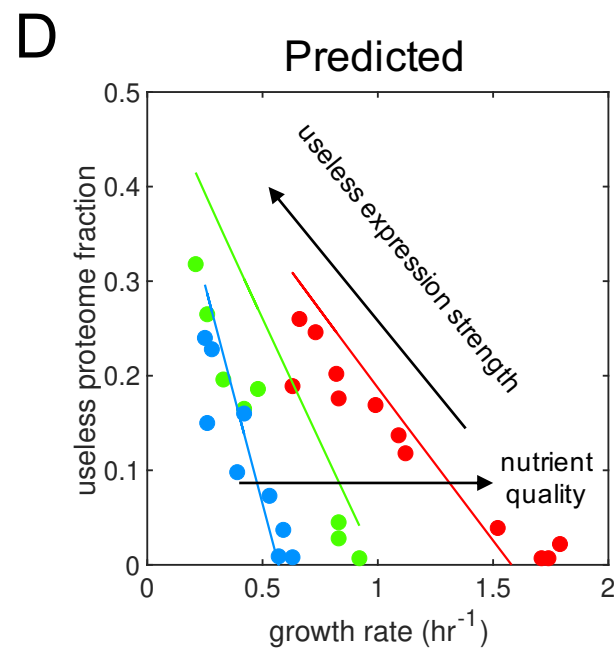 D
Predicted
useless proteome fraction
0.5
0.4
0.3
0.2
0.1
0
useless expression strength
nutrient
quality
0
0.5
1
1.5
2
growth rate (hr⁻¹)